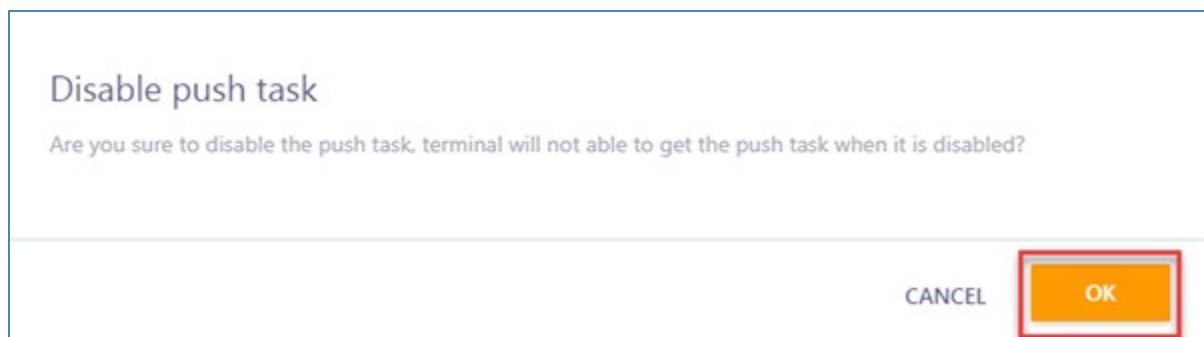 Disable push task
Are you sure to disable the push task, terminal will not able to get the push task when it is disabled?
CANCEL
OK